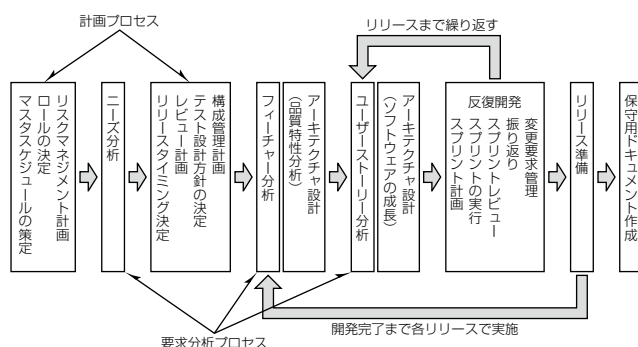 計画プロセス
リリースまで繰り返す
リスクマネジメント計画
ロールの決定
マスタスケジュールの策定
ニーズ分析
構成管理計画
テスト設計方針の決定
レビュー計画
リリースタイミング決定
フィーチャー分析
アーキテクチャ設計
（品質特性分析）
ユーザーストーリー分析
アーキテクチャ設計
（ソフトウェアの成長）
反復開発
変更要求管理
振り返り
スプリントレビュー
スプリントの実行
スプリント計画
リリース準備
保守用ドキュメント作成
開発完了まで各リリースで実施
要求分析プロセス